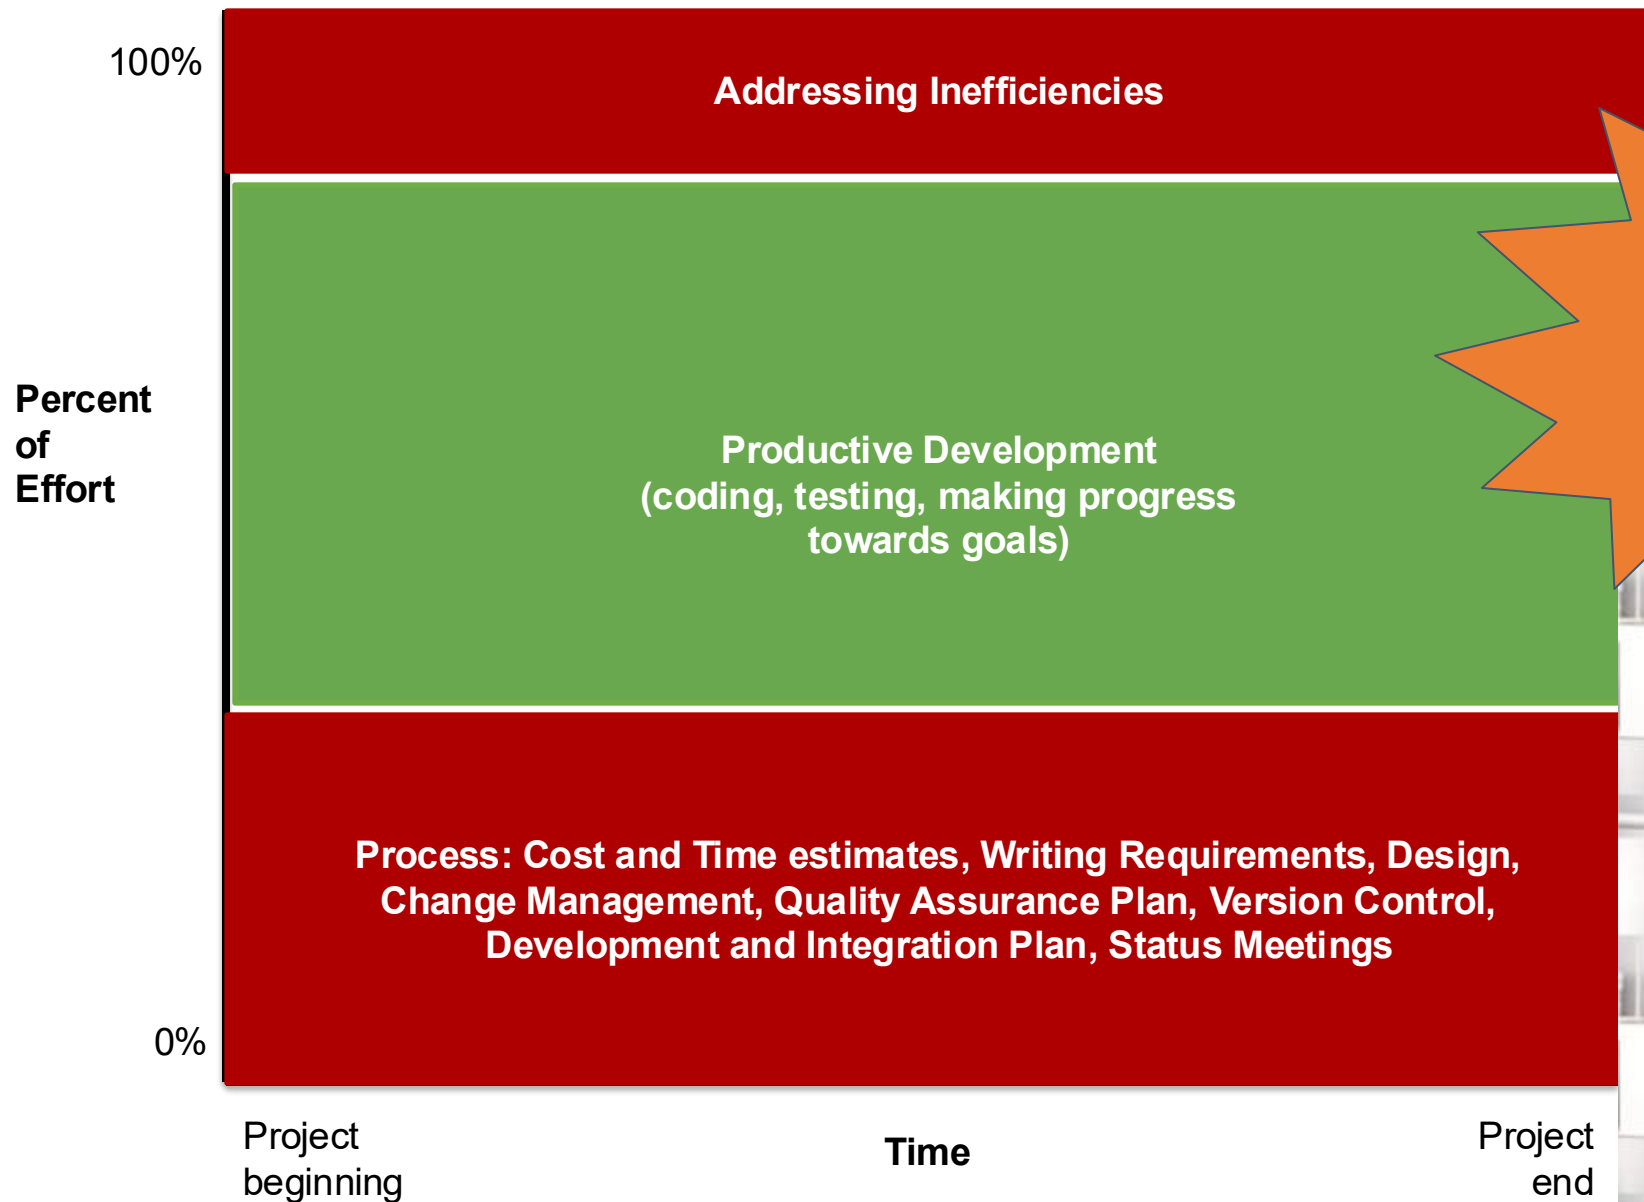 100%
Addressing Inefficiencies
Percent
of
Effort
Productive Development
(coding, testing, making progress
towards goals)
Process: Cost and Time estimates, Writing Requirements, Design,
Change Management, Quality Assurance Plan, Version Control,
Development and Integration Plan, Status Meetings
0%
Project
beginning
Time
Project
end